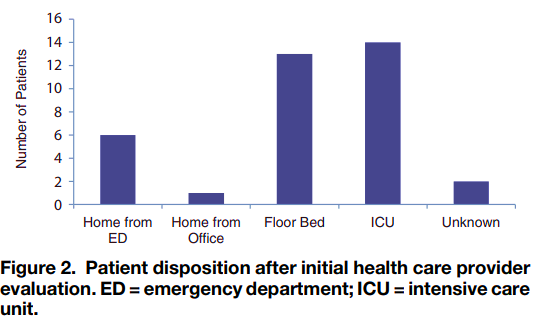 16
14
12
10
8
6
4
2
0
Number of Patients
Home from
ED
Home from
Office
Floor Bed
ICU
Unknown
Figure 2. Patient disposition after initial health care provider
evaluation. ED = emergency department; ICU = intensive care
unit.